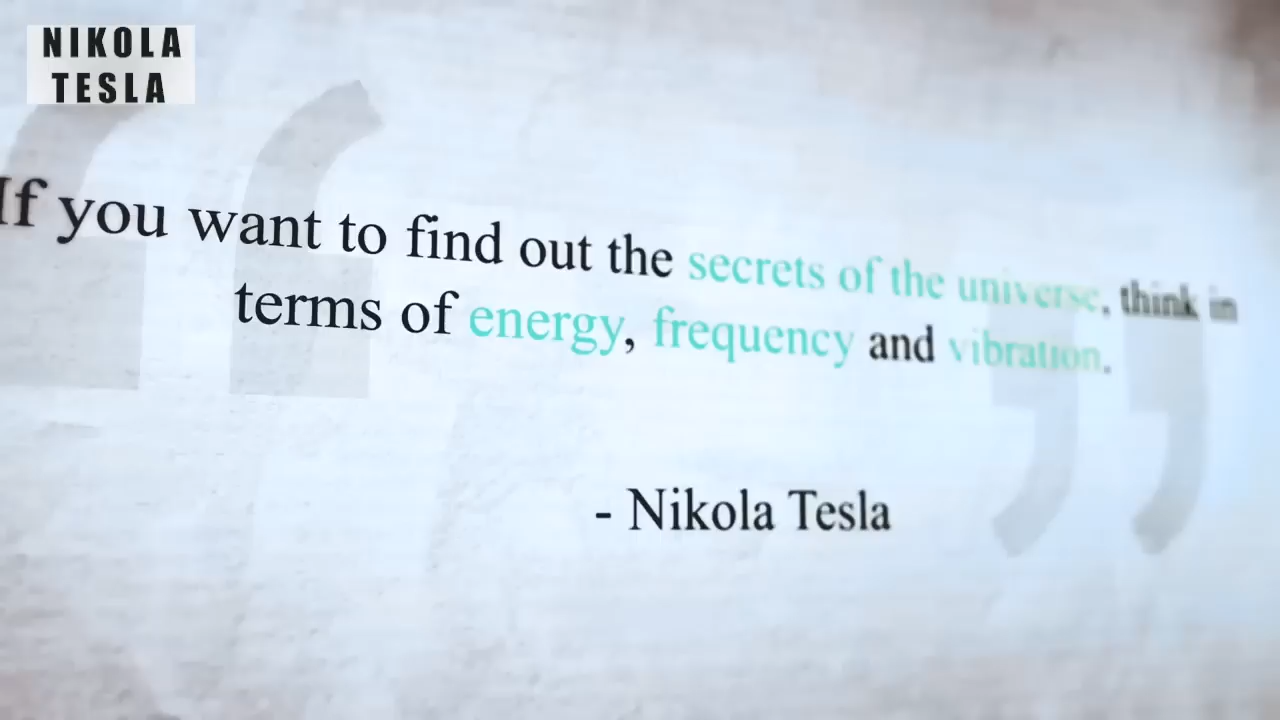 NIKOLA
TESLA
If you want to find out the secrets of the universe, think in
terms of energy, frequency and vibration.
- Nikola Tesla